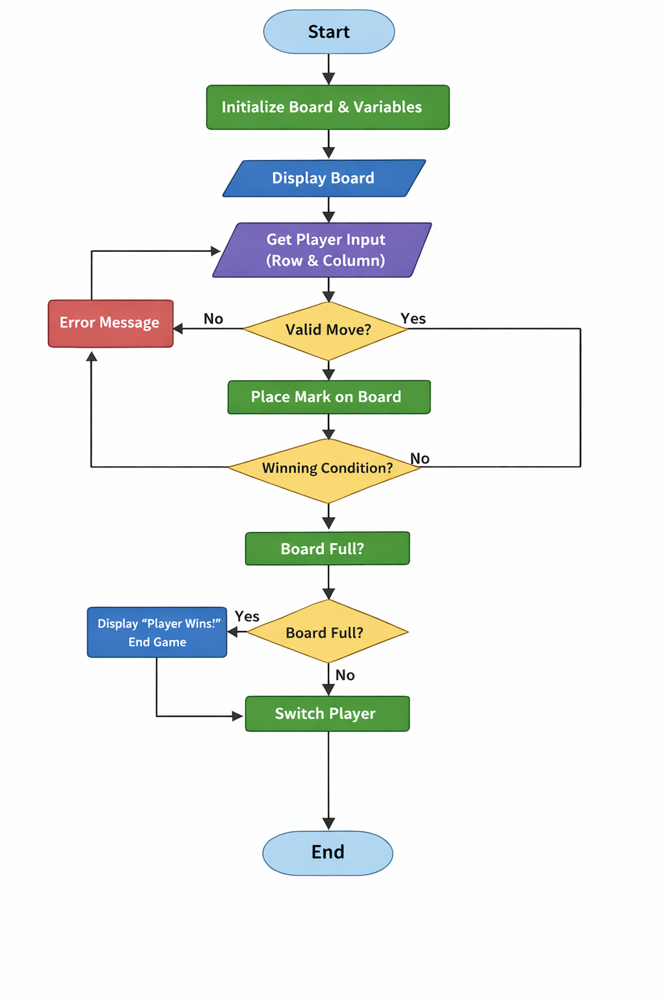 Start
Initialize Board & Variables
Display Board
Get Player Input
(Row & Column)
Error Message
No
Valid Move?
Yes
Place Mark on Board
Winning Condition?
No
Board Full?
Display “Player Wins!”
End Game
Yes
Board Full?
No
Switch Player
End